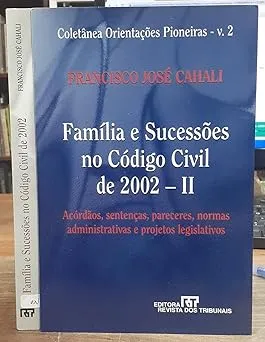 Coletânea Orientações Pioneiras - v. 2
FRANCISCO JOSÉ CAHALI
Família e Sucessões
no Código Civil
de 2002 – II
Acórdãos, sentenças, pareceres, normas
administrativas e projetos legislativos
EDITORA RT
REVISTA DOS TRIBUNAIS
FRANCISCO JOSÉ CAHALI
Família e Sucessões no Código Civil de 2002
RT